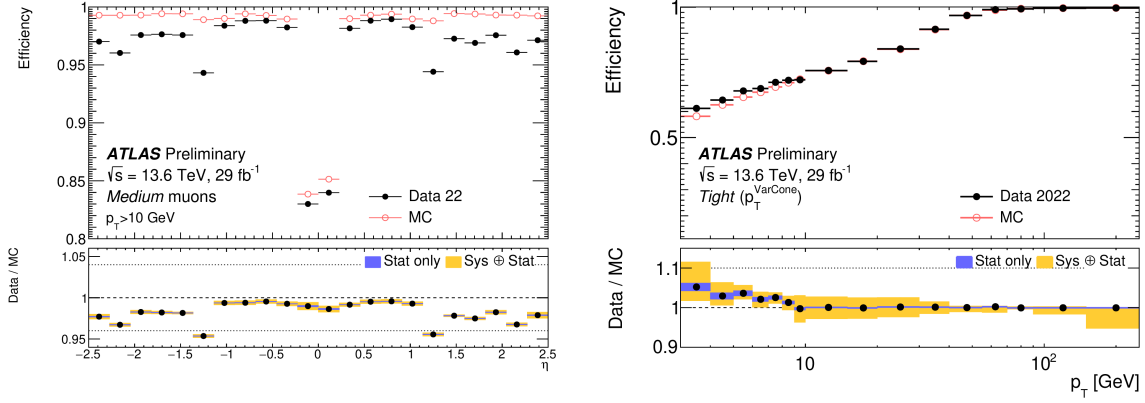 Efficiency
1
0.95
0.9
0.85
0.8
ATLAS Preliminary
√s = 13.6 TeV, 29 fb⁻¹
Medium muons
p_T>10 GeV
Data 22
MC
Data / MC
1.05
1
0.95
Stat only
Sys ⊕ Stat
−2.5 −2 −1.5 −1 −0.5 0 0.5 1 1.5 2 2.5
η
Efficiency
1
0.5
ATLAS Preliminary
√s = 13.6 TeV, 29 fb⁻¹
Tight (p_T^VarCone)
Data 2022
MC
Data / MC
1.1
1
0.9
Stat only
Sys ⊕ Stat
10 10²
p_T [GeV]